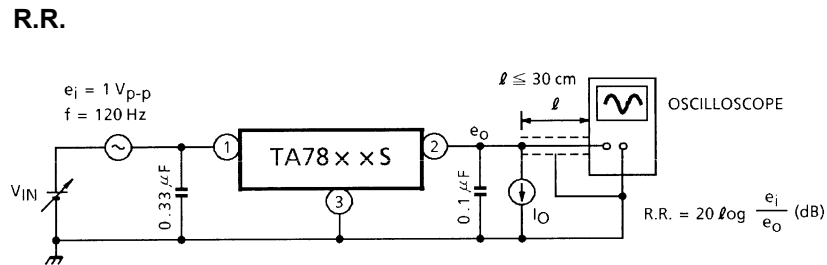 R.R.
ℓ ≦ 30 cm
ei = 1 Vp-p
f = 120 Hz
ℓ
OSCILLOSCOPE
eo
1
TA78××S
2
VIN
0.33 μF
3
0.1 μF
IO
R.R. = 20 ℓog ei/eo (dB)